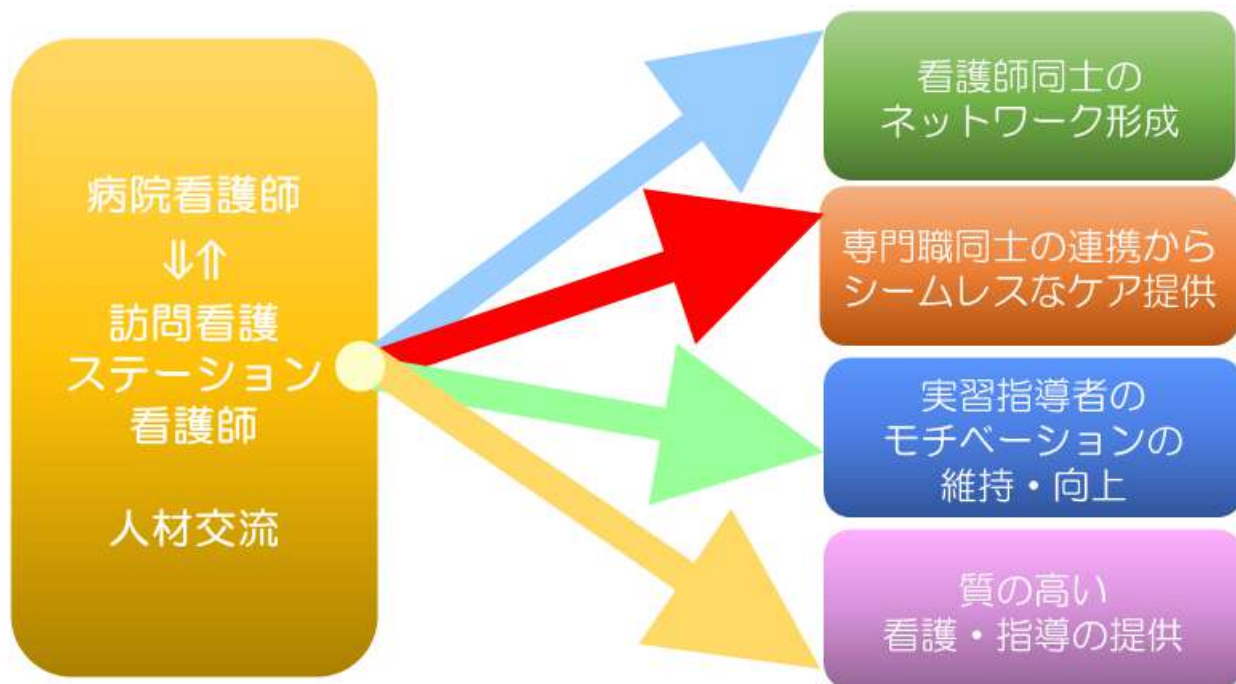 病院看護師
⇓⇑
訪問看護
ステーション
看護師
人材交流
看護師同士の
ネットワーク形成
専門職同士の連携から
シームレスなケア提供
実習指導者の
モチベーションの
維持・向上
質の高い
看護・指導の提供